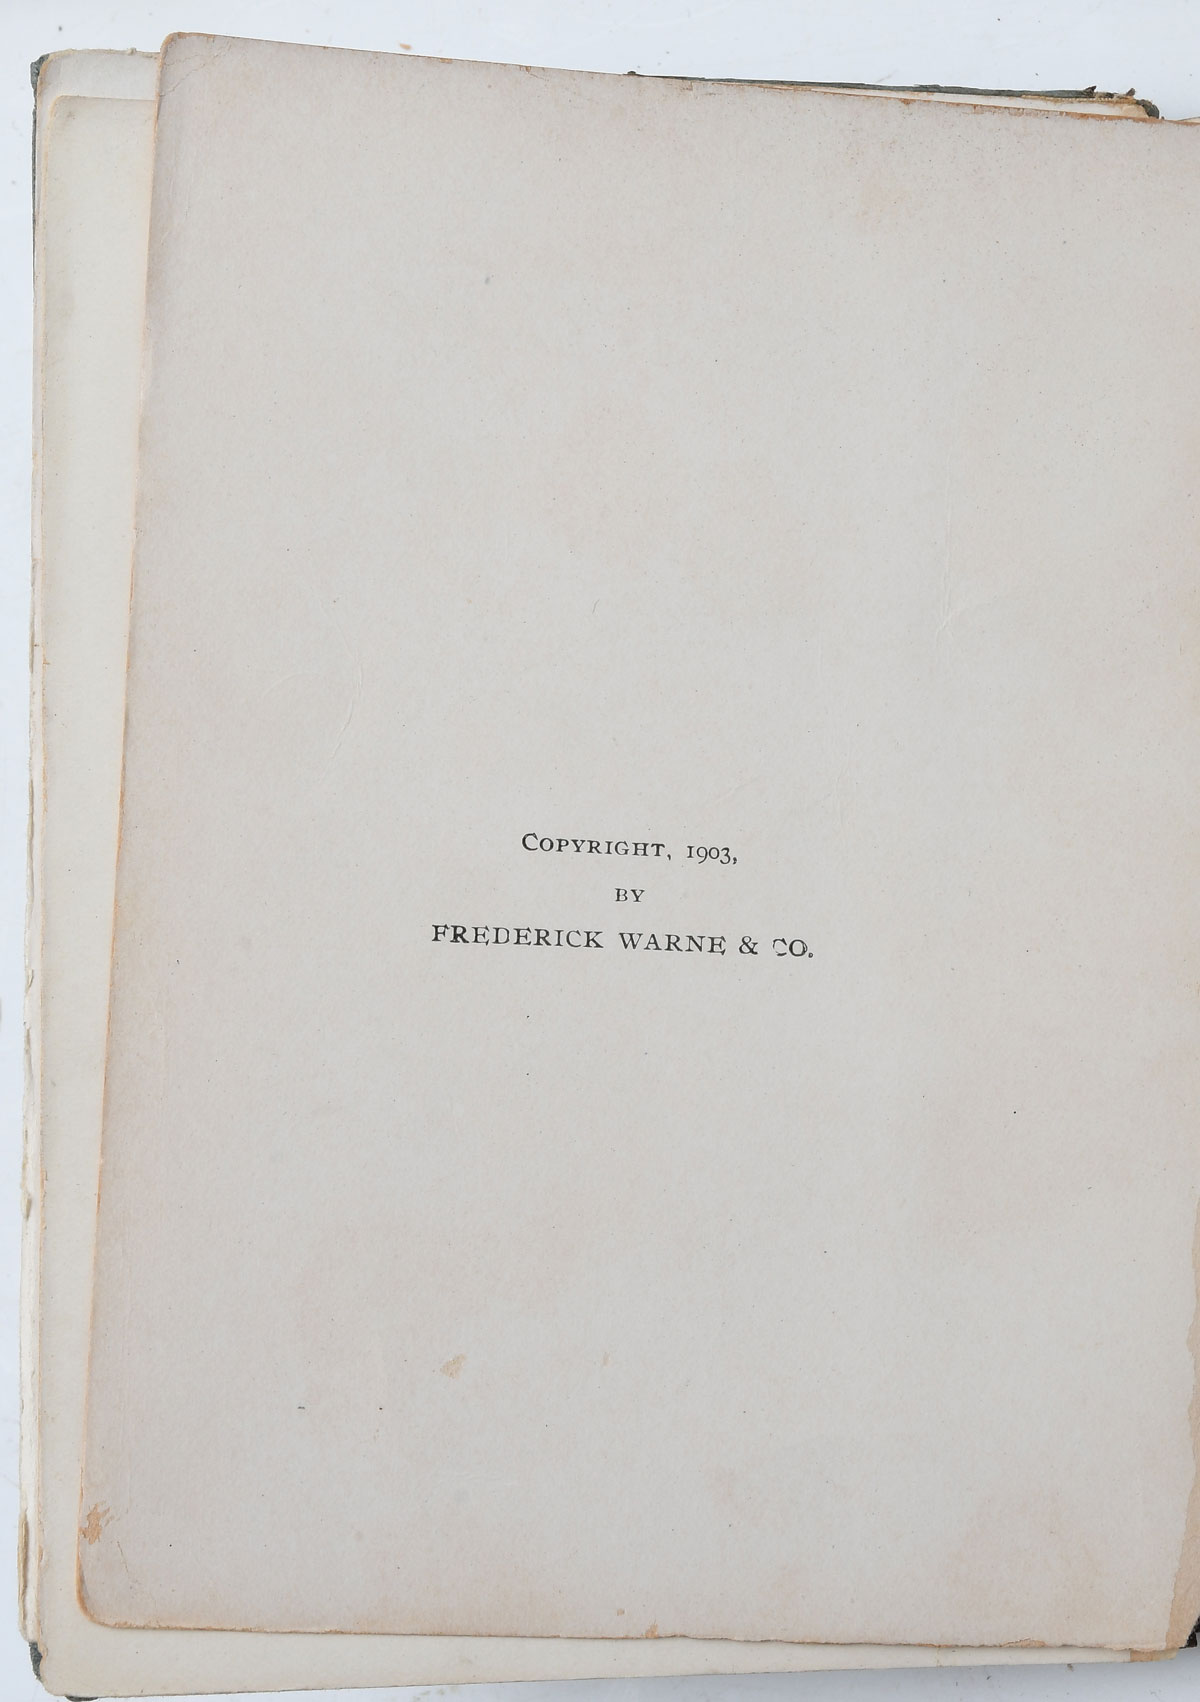 COPYRIGHT, 1903,
BY
FREDERICK WARNE & CO.